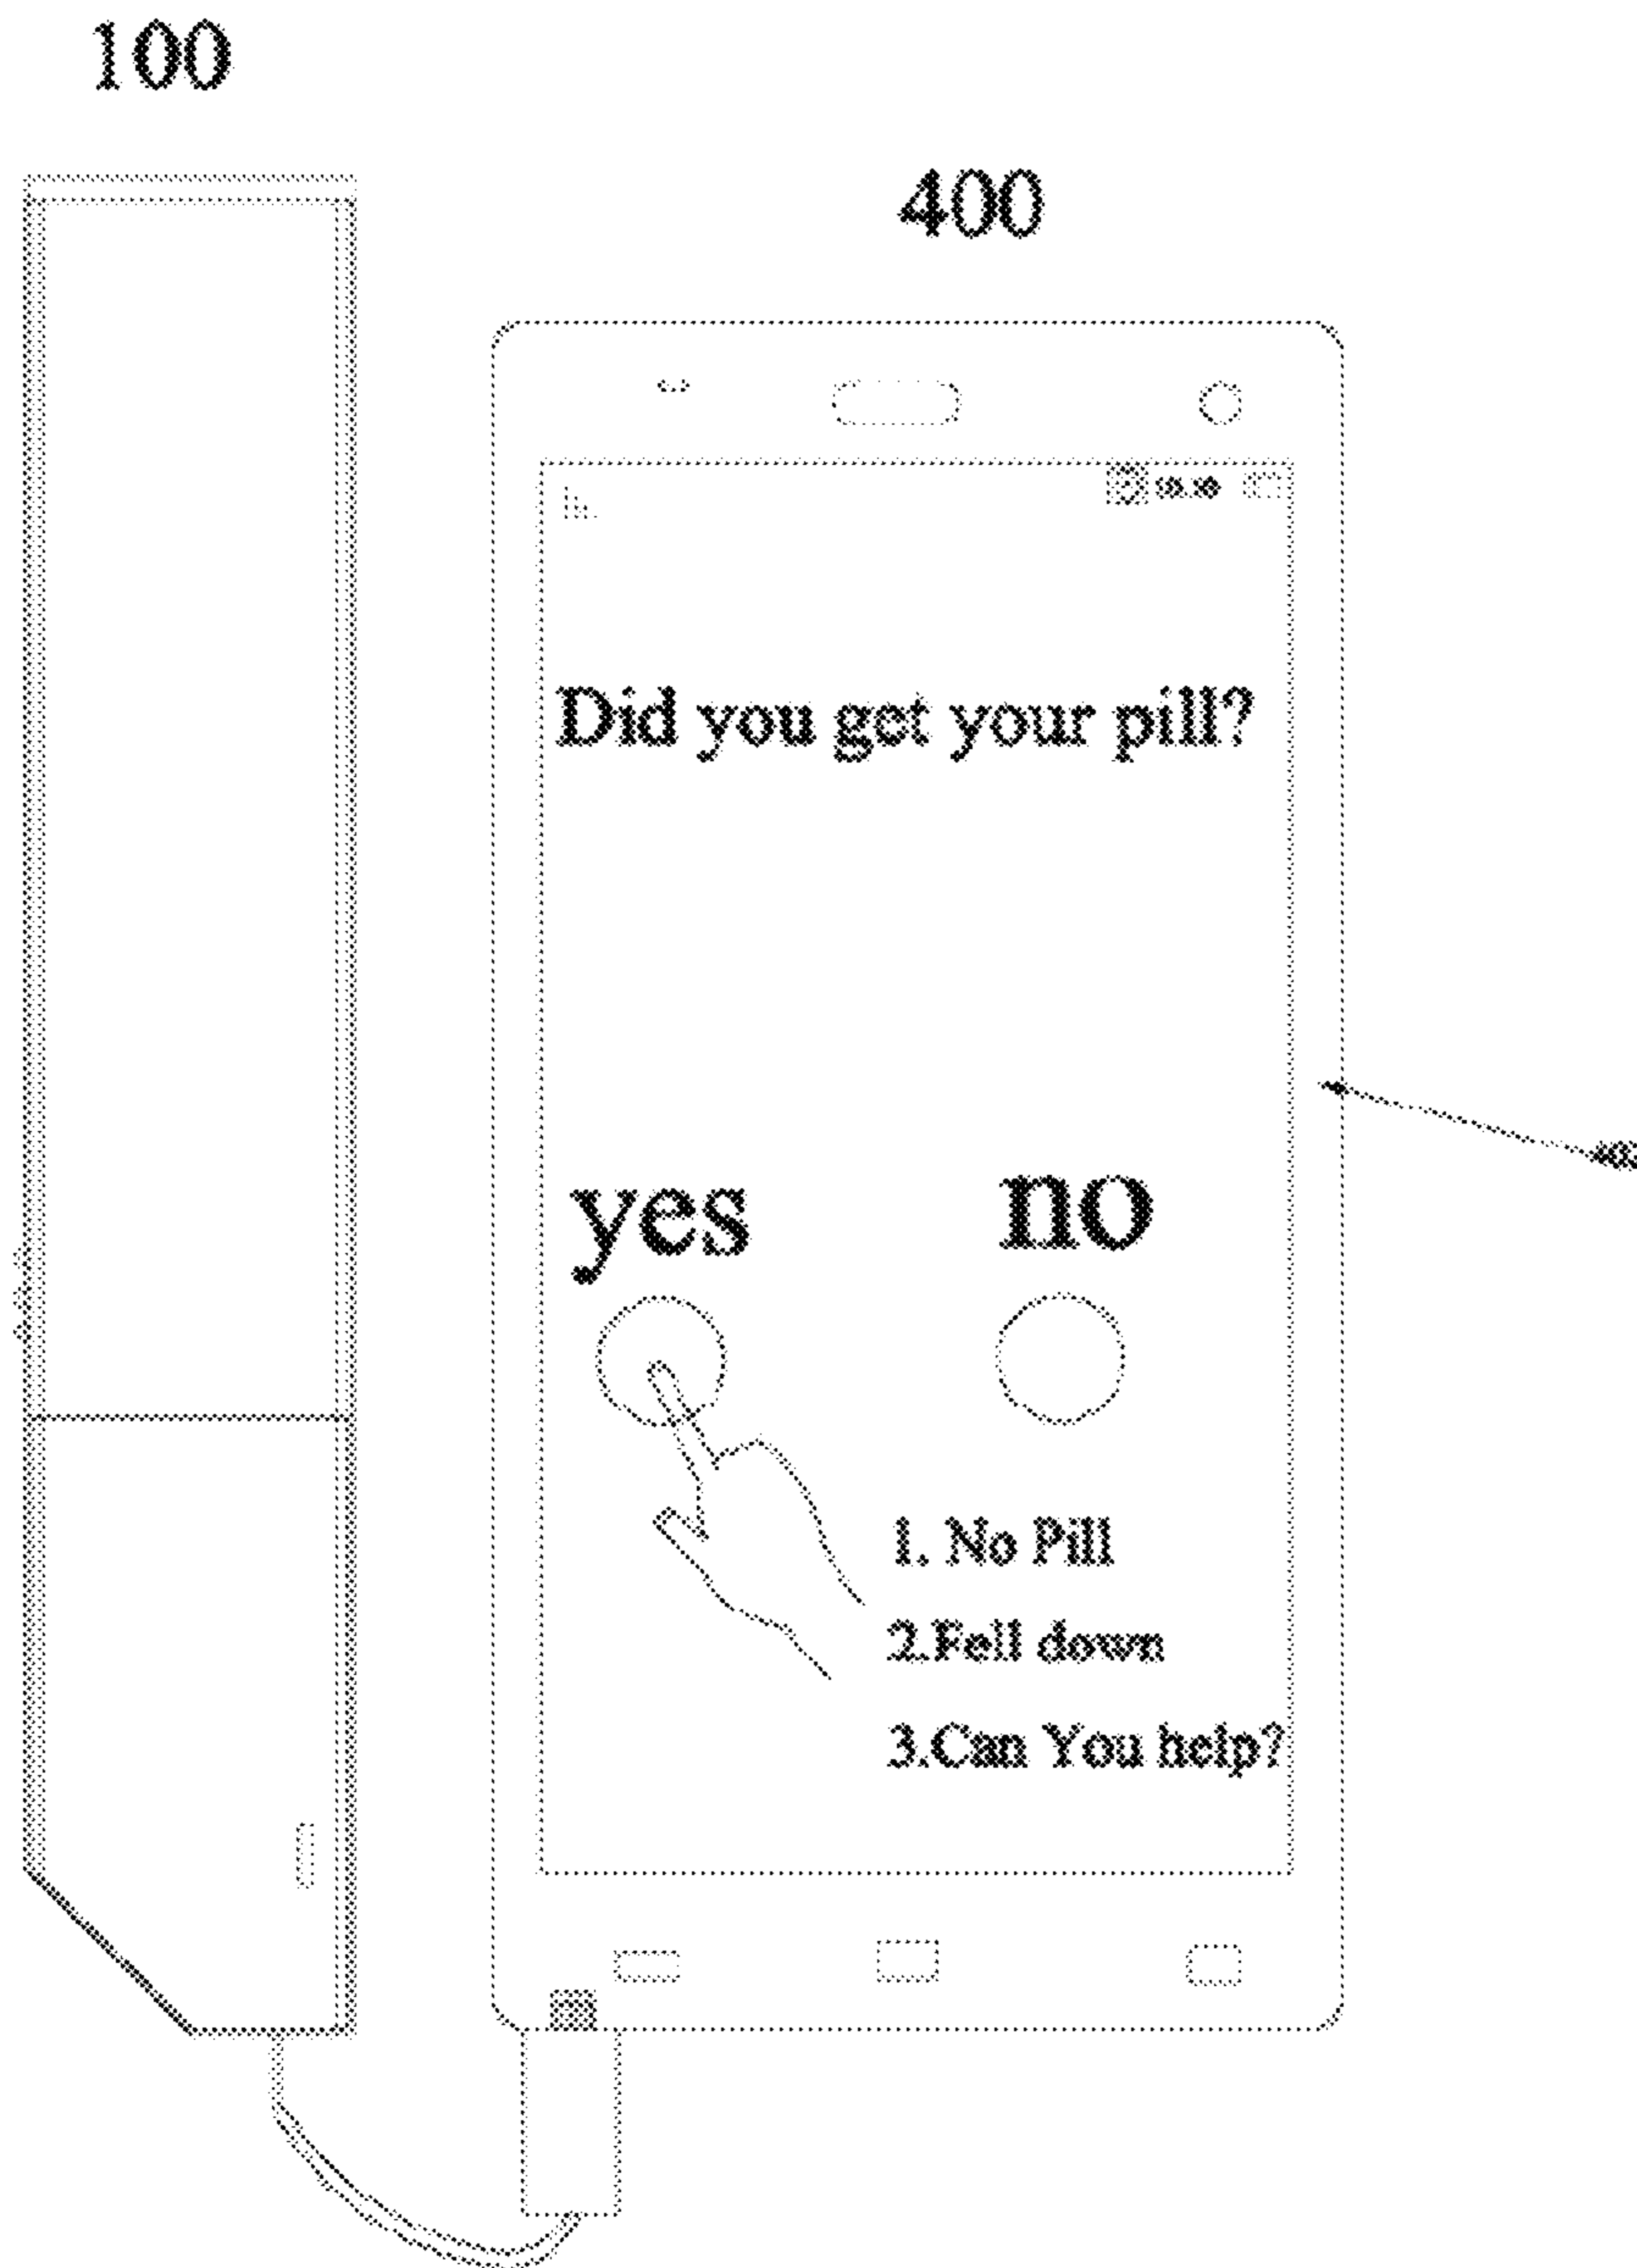 100
400
Did you get your pill?
yes no
1. No Pill
2.Fell down
3.Can You help?